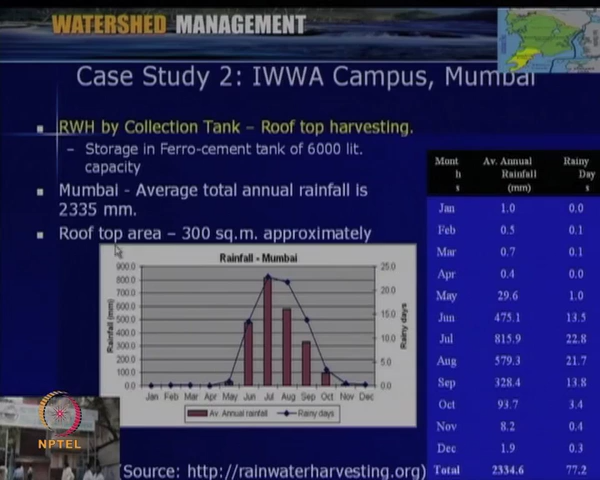 WATERSHED MANAGEMENT
Case Study 2: IWWA Campus, Mumbai
RWH by Collection Tank – Roof top harvesting.
– Storage in Ferro-cement tank of 6000 lit.
capacity
Mumbai - Average total annual rainfall is
2335 mm.
Roof top area – 300 sq.m. approximately
Rainfall - Mumbai
Rainfall (mm)
900.0
800.0
700.0
600.0
500.0
400.0
300.0
200.0
100.0
0.0
25.0
20.0
15.0
10.0
5.0
0.0
Rainy days
Jan Feb Mar Apr May Jun Jul Aug Sep Oct Nov Dec
Av. Annual rainfall Rainy days
Mont Av. Annual Rainy
h Rainfall Day
s (mm) s
Jan 1.0 0.0
Feb 0.5 0.1
Mar 0.7 0.1
Apr 0.4 0.0
May 29.6 1.0
Jun 475.1 13.5
Jul 815.9 22.8
Aug 579.3 21.7
Sep 328.4 13.8
Oct 93.7 3.4
Nov 8.2 0.4
Dec 1.9 0.3
Total 2334.6 77.2
NPTEL
(Source: http://rainwaterharvesting.org)